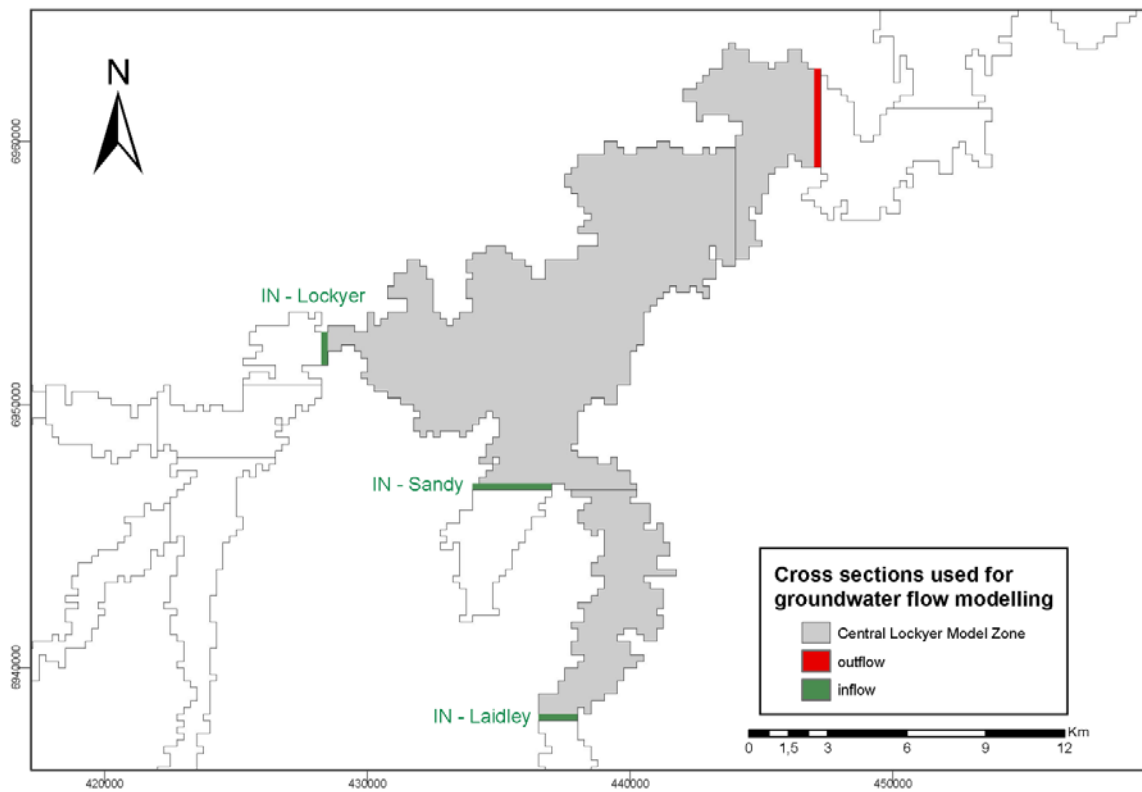 N
6960000
IN - Lockyer
6950000
IN - Sandy
Cross sections used for
groundwater flow modelling
Central Lockyer Model Zone
outflow
inflow
6940000
IN - Laidley
Km
0 1,5 3 6 9 12
420000 430000 440000 450000